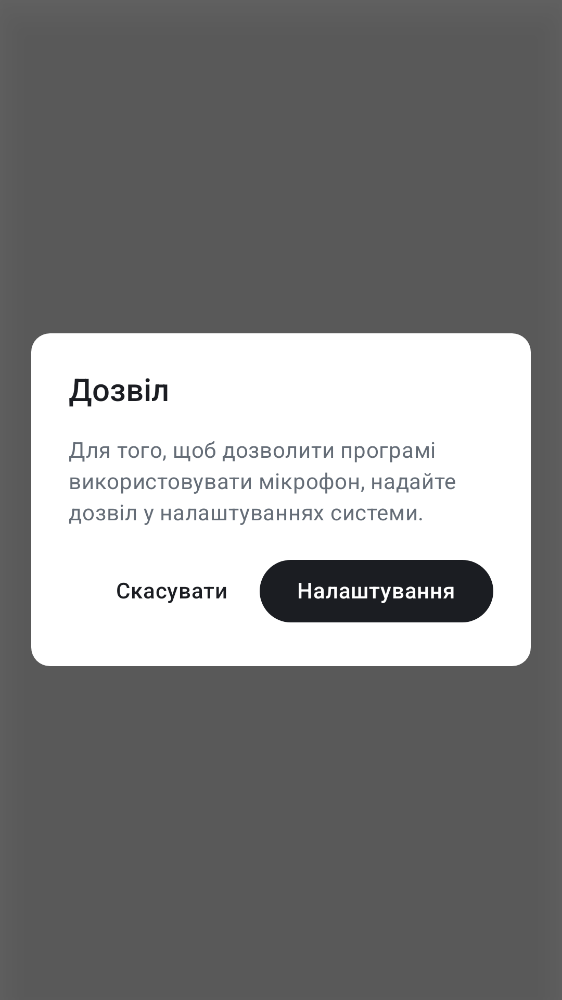 Дозвіл
Для того, щоб дозволити програмі
використовувати мікрофон, надайте
дозвіл у налаштуваннях системи.
Скасувати
Налаштування